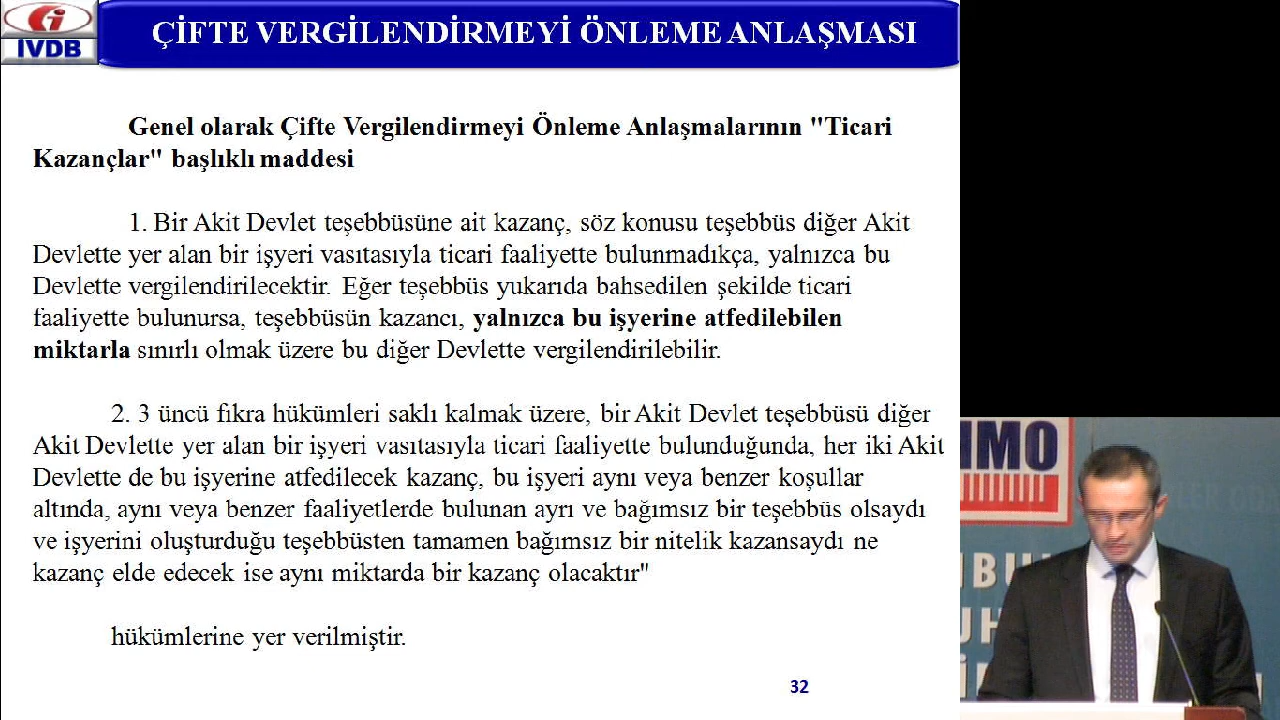 IVDB
ÇİFTE VERGİLENDİRMEYİ ÖNLEME ANLAŞMASI
Genel olarak Çifte Vergilendirmeyi Önleme Anlaşmalarının "Ticari
Kazançlar" başlıklı maddesi
1. Bir Akit Devlet teşebbüsüne ait kazanç, söz konusu teşebbüs diğer Akit
Devlette yer alan bir işyeri vasıtasıyla ticari faaliyette bulunmadıkça, yalnızca bu
Devlette vergilendirilecektir. Eğer teşebbüs yukarıda bahsedilen şekilde ticari
faaliyette bulunursa, teşebbüsün kazancı, yalnızca bu işyerine atfedilebilen
miktarla sınırlı olmak üzere bu diğer Devlette vergilendirilebilir.
2. 3 üncü fıkra hükümleri saklı kalmak üzere, bir Akit Devlet teşebbüsü diğer
Akit Devlette yer alan bir işyeri vasıtasıyla ticari faaliyette bulunduğunda, her iki Akit
Devlette de bu işyerine atfedilecek kazanç, bu işyeri aynı veya benzer koşullar
altında, aynı veya benzer faaliyetlerde bulunan ayrı ve bağımsız bir teşebbüs olsaydı
ve işyerini oluşturduğu teşebbüsten tamamen bağımsız bir nitelik kazansaydı ne
kazanç elde edecek ise aynı miktarda bir kazanç olacaktır"
hükümlerine yer verilmiştir.
32
MMO